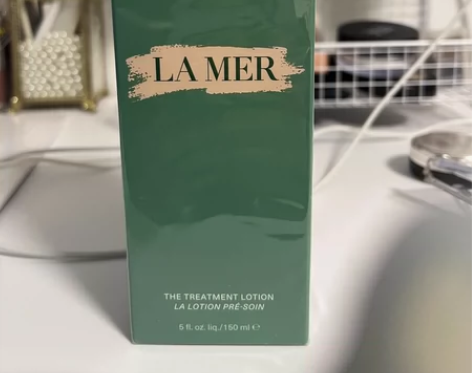 LA MER
THE TREATMENT LOTION
LA LOTION PRÉ-SOIN
5 fl. oz. liq./150 ml ℮